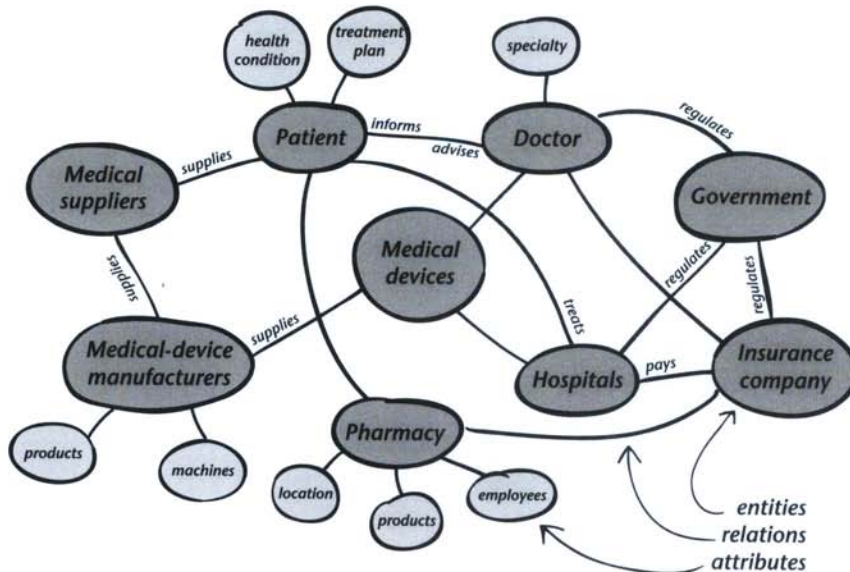 health
condition
treatment
plan
specialty
Patient
informs
advises
Doctor
regulates
supplies
Medical
suppliers
Government
Medical
devices
supplies
regulates
regulates
supplies
treats
Medical-device
manufacturers
Hospitals
pays
Insurance
company
Pharmacy
products
machines
location
products
employees
entities
relations
attributes